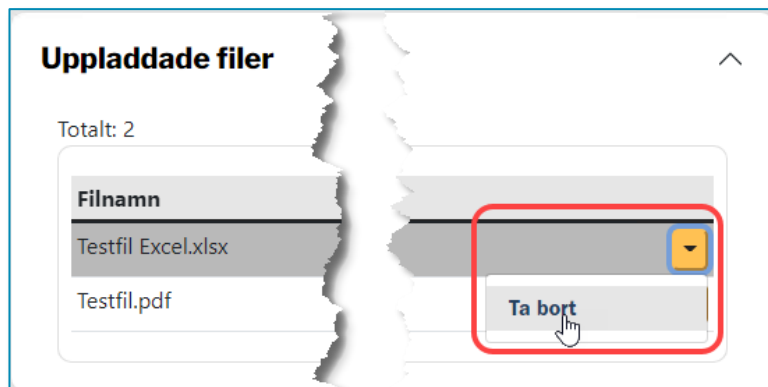 Uppladdade filer
Totalt: 2
Filnamn
Testfil Excel.xlsx
Testfil.pdf
Ta bort